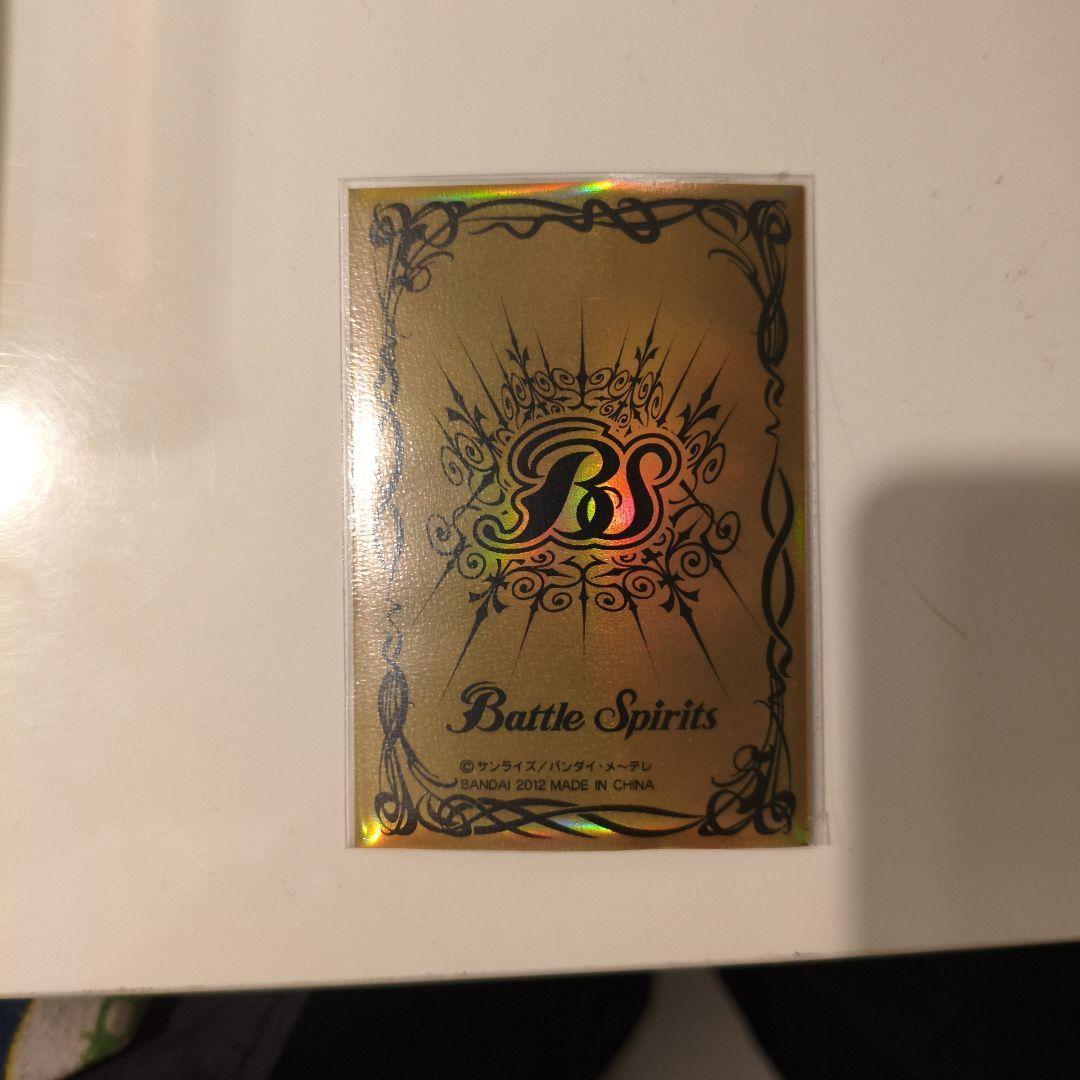 BS
Battle Spirits
©サンライズ/バンダイ・メ〜テレ
BANDAI 2012 MADE IN CHINA